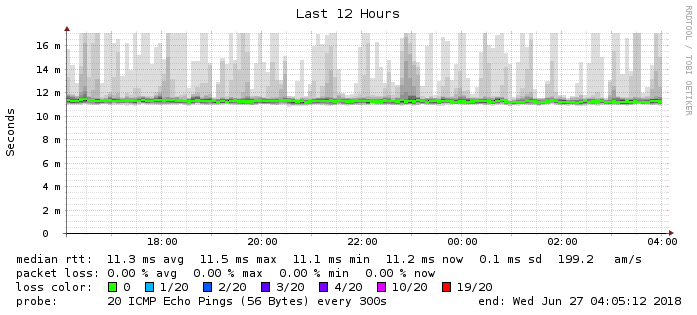 Last 12 Hours
RRDTOOL / TOBI OETIKER
Seconds
16 m
14 m
12 m
10 m
8 m
6 m
4 m
2 m
0
18:00 20:00 22:00 00:00 02:00 04:00
median rtt: 11.3 ms avg 11.5 ms max 11.1 ms min 11.2 ms now 0.1 ms sd 199.2 am/s
packet loss: 0.00 % avg 0.00 % max 0.00 % min 0.00 % now
loss color: 0 1/20 2/20 3/20 4/20 10/20 19/20
probe: 20 ICMP Echo Pings (56 Bytes) every 300s end: Wed Jun 27 04:05:12 2018